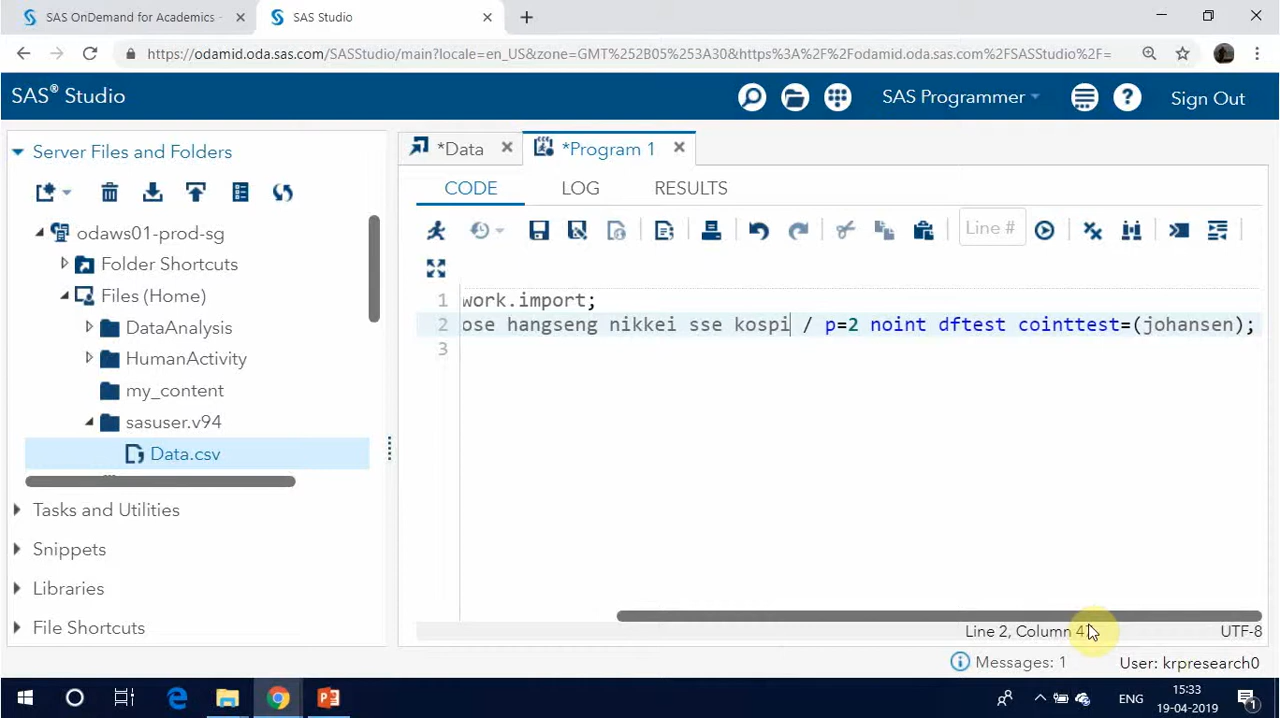 SAS OnDemand for Academics -
SAS Studio
https://odamid.oda.sas.com/SASStudio/main?locale=en_US&zone=GMT%252B05%253A30&https%3A%2F%2Fodamid.oda.sas.com%2FSASStudio%2F=
SAS® Studio
SAS Programmer
Sign Out
Server Files and Folders
*Data
*Program 1
CODE
LOG
RESULTS
Line #
odaws01-prod-sg
Folder Shortcuts
Files (Home)
DataAnalysis
HumanActivity
my_content
sasuser.v94
Data.csv
Tasks and Utilities
Snippets
Libraries
File Shortcuts
1 work.import;
2 ose hangseng nikkei sse kospi / p=2 noint dftest cointtest=(johansen);
3
Line 2, Column 4
UTF-8
Messages: 1
User: krpresearch0
ENG
15:33
19-04-2019
1